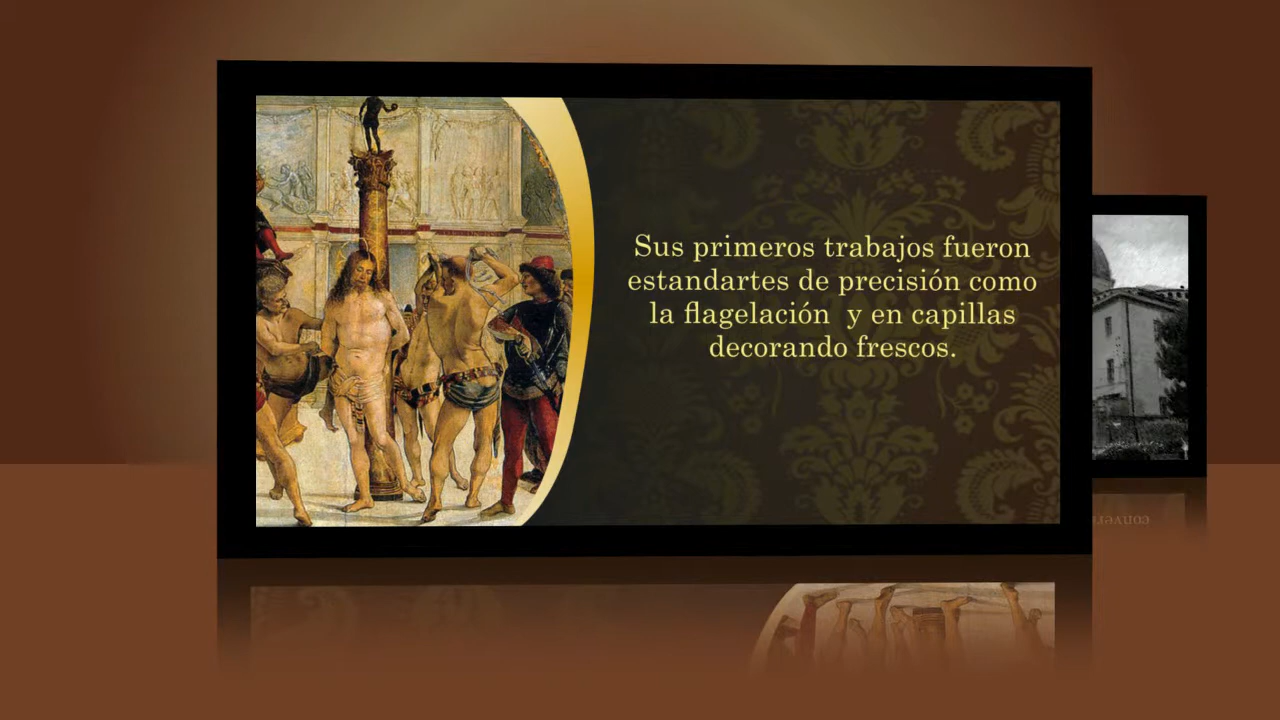 Sus primeros trabajos fueron
estandartes de precisión como
la flagelación  y en capillas
decorando frescos.